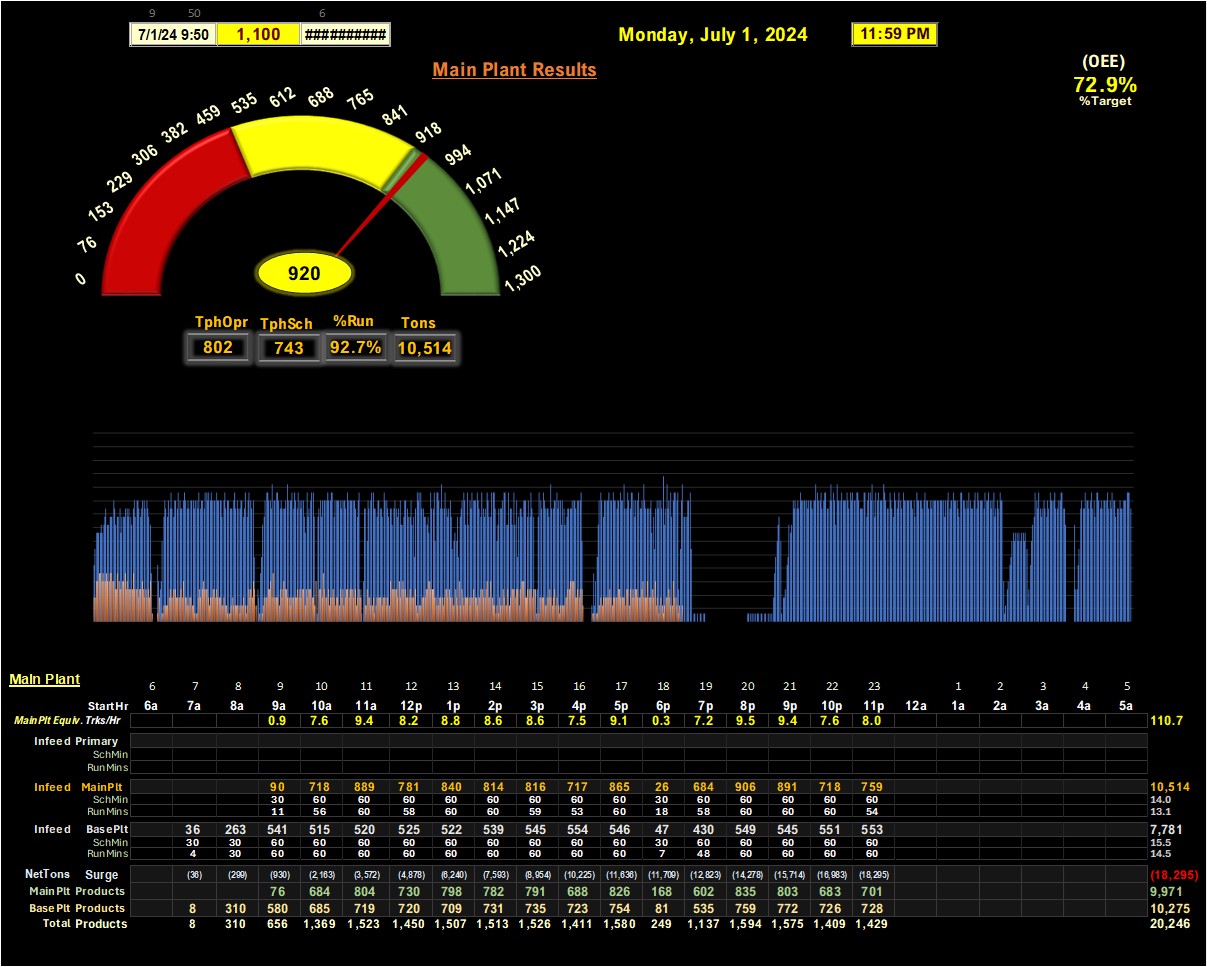 9 50 6
7/1/24 9:50 1,100 ########## Monday, July 1, 2024 11:59 PM
(OEE)
72.9%
%Target
Main Plant Results
0 76 153 229 306 382 459 535 612 688 765 841 918 994 1,071 1,147 1,224 1,300
920
TphOpr TphSch %Run Tons
802 743 92.7% 10,514
Main Plant
6 7 8 9 10 11 12 13 14 15 16 17 18 19 20 21 22 23 1 2 3 4 5
StartHr 6a 7a 8a 9a 10a 11a 12p 1p 2p 3p 4p 5p 6p 7p 8p 9p 10p 11p 12a 1a 2a 3a 4a 5a
MainPlt Equiv. Trks/Hr 0.9 7.6 9.4 8.2 8.8 8.6 8.6 7.5 9.1 0.3 7.2 9.5 9.4 7.6 8.0 110.7
Infeed Primary
SchMin
RunMins
Infeed MainPlt 90 718 889 781 840 814 816 717 865 26 684 906 891 718 759 10,514
SchMin 30 60 60 60 60 60 60 60 60 30 60 60 60 60 60 14.0
RunMins 11 56 60 58 60 60 59 53 60 18 58 60 60 60 54 13.1
Infeed BasePlt 36 263 541 515 520 525 522 539 545 554 546 47 430 549 545 551 553 7,781
SchMin 30 30 60 60 60 60 60 60 60 60 60 30 60 60 60 60 60 15.5
RunMins 4 30 60 60 60 60 60 60 60 60 60 7 48 60 60 60 60 14.5
NetTons Surge (36) (299) (930) (2,163) (3,572) (4,878) (6,240) (7,593) (8,954) (10,225) (11,636) (11,709) (12,823) (14,278) (15,714) (16,983) (18,295) (18,295)
MainPlt Products 76 684 804 730 798 782 791 688 826 168 602 835 803 683 701 9,971
BasePlt Products 8 310 580 685 719 720 709 731 735 723 754 81 535 759 772 726 728 10,275
Total Products 8 310 656 1,369 1,523 1,450 1,507 1,513 1,526 1,411 1,580 249 1,137 1,594 1,575 1,409 1,429 20,246